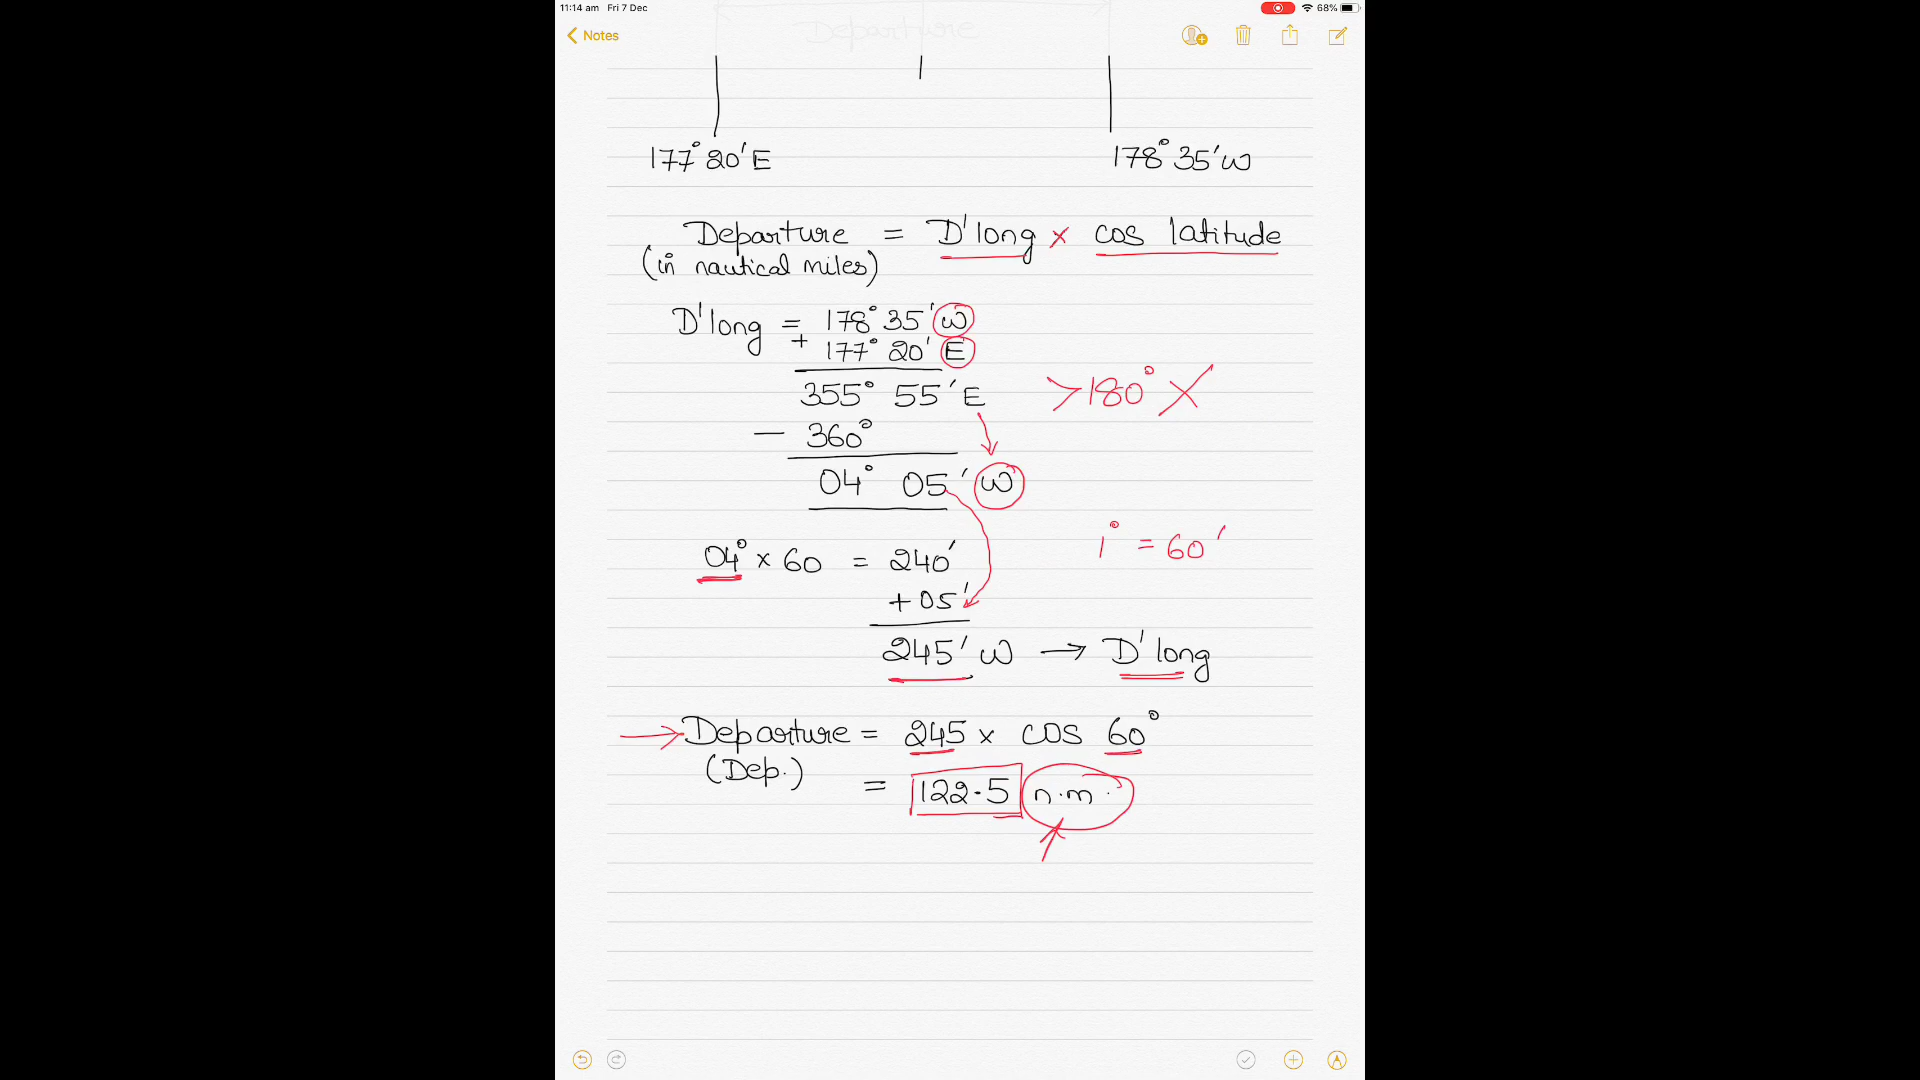 11:14 am Fri 7 Dec 68%
Notes
Departure
177° 20' E 178° 35' W
Departure = D'long × cos latitude
(in nautical miles)
D'long = 178° 35' W
+ 177° 20' E
355° 55' E >180° X
− 360°
04° 05' W
1° = 60'
04° × 60 = 240'
+ 05'
245' W → D'long
→ Departure = 245 × cos 60°
(Dep.)
= 122.5 n.m.